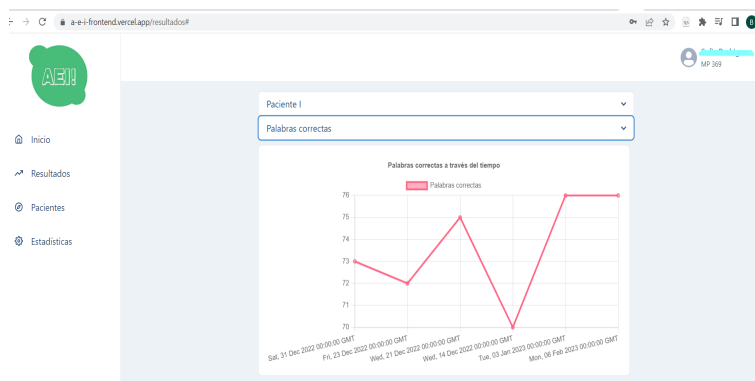 a-e-i-frontend.vercel.app/resultados#
B
AEI!
MP 369
Inicio
Resultados
Pacientes
Estadísticas
Paciente I
Palabras correctas
Palabras correctas a través del tiempo
Palabras correctas
76
75
74
73
72
71
70
Sat, 31 Dec 2022 00:00:00 GMT
Fri, 23 Dec 2022 00:00:00 GMT
Wed, 21 Dec 2022 00:00:00 GMT
Wed, 14 Dec 2022 00:00:00 GMT
Tue, 03 Jan 2023 00:00:00 GMT
Mon, 06 Feb 2023 00:00:00 GMT